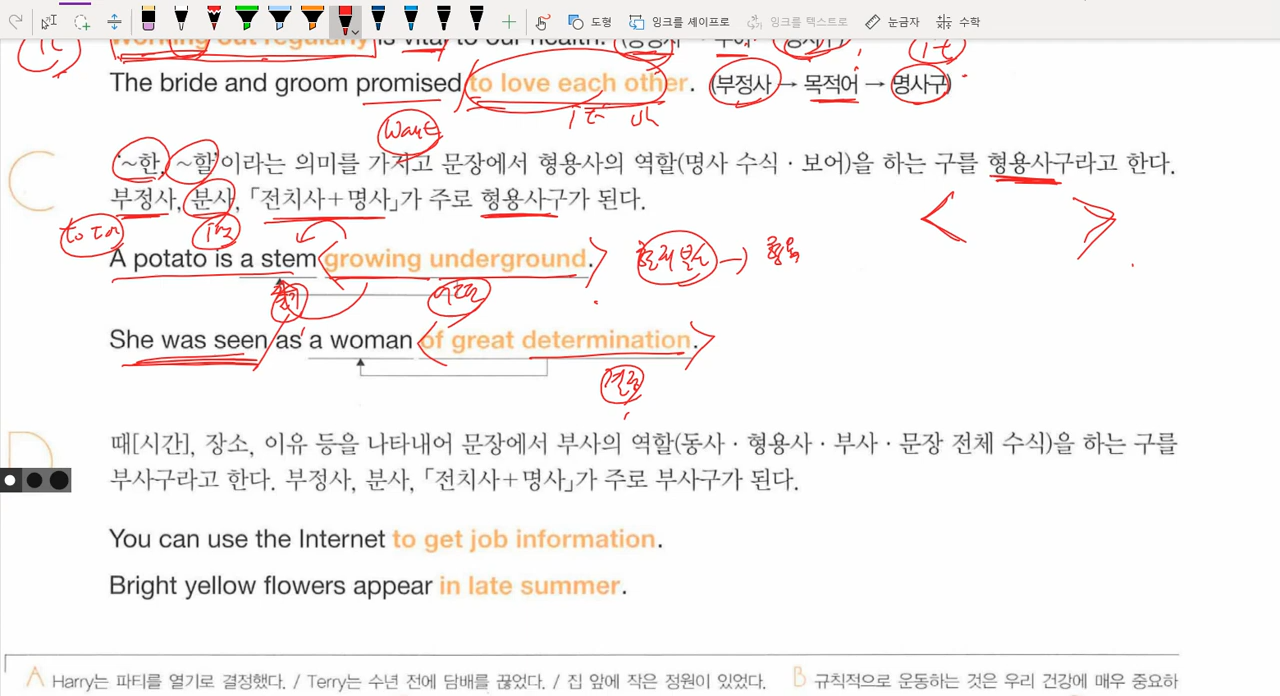 도형 잉크를 셰이프로 잉크를 텍스트로 눈금자 수학
Working out regularly is vital to our health.
The bride and groom promised to love each other. (부정사 → 목적어 → 명사구)
want
C
'~한, ~할'이라는 의미를 가지고 문장에서 형용사의 역할(명사 수식 · 보어)을 하는 구를 형용사구라고 한다.
부정사, 분사, 「전치사+명사」가 주로 형용사구가 된다.
A potato is a stem growing underground.
She was seen as a woman of great determination.
D
때[시간], 장소, 이유 등을 나타내어 문장에서 부사의 역할(동사 · 형용사 · 부사 · 문장 전체 수식)을 하는 구를
부사구라고 한다. 부정사, 분사, 「전치사+명사」가 주로 부사구가 된다.
You can use the Internet to get job information.
Bright yellow flowers appear in late summer.
A Harry는 파티를 열기로 결정했다. / Terry는 수년 전에 담배를 끊었다. / 집 앞에 작은 정원이 있었다. B 규칙적으로 운동하는 것은 우리 건강에 매우 중요하